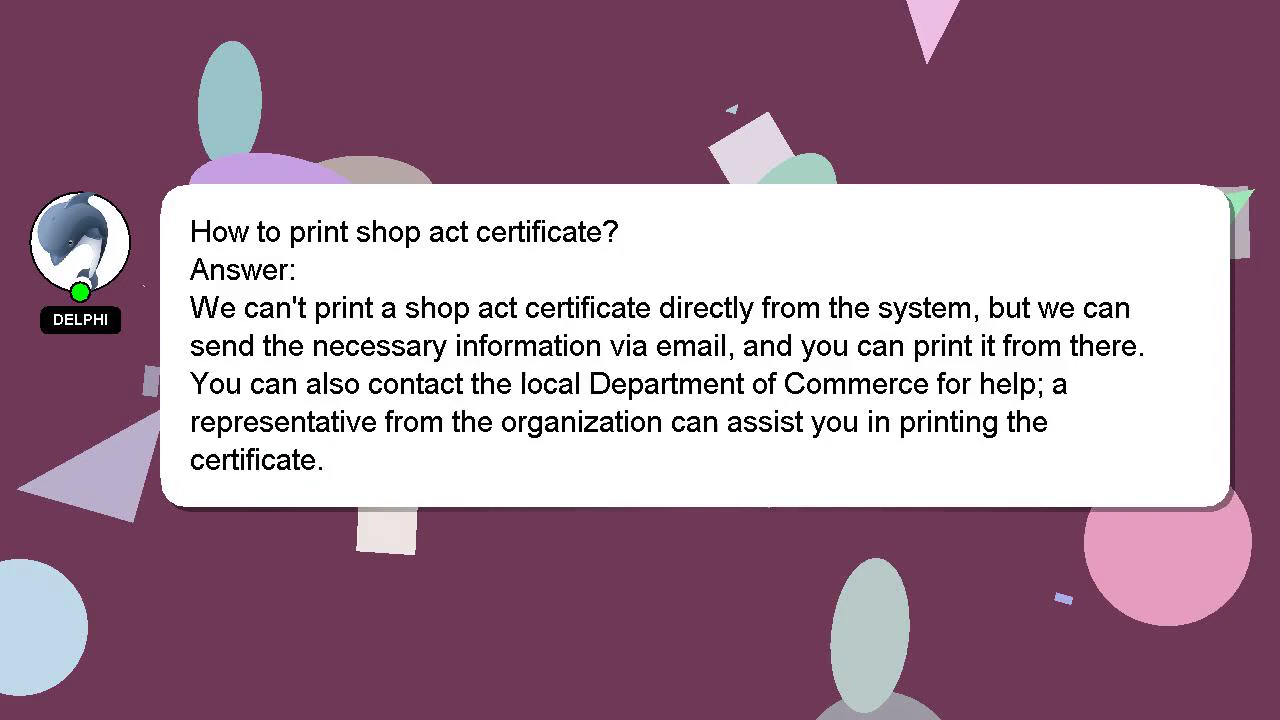 How to print shop act certificate?
Answer:
We can't print a shop act certificate directly from the system, but we can
send the necessary information via email, and you can print it from there.
You can also contact the local Department of Commerce for help; a
representative from the organization can assist you in printing the
certificate.
DELPHI